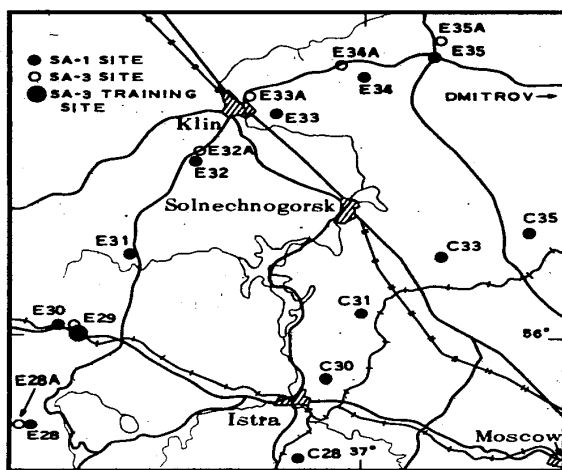 E35A
SA-1 SITE
E34A
E35
SA-3 SITE
E34
SA-3 TRAINING
SITE
E33A
DMITROV →
E33
Klin
E32A
E32
Solnechnogorsk
E31
C35
C33
E30
E29
C31
56°
E28A
C30
E28
Istra
Moscow
C28
37°